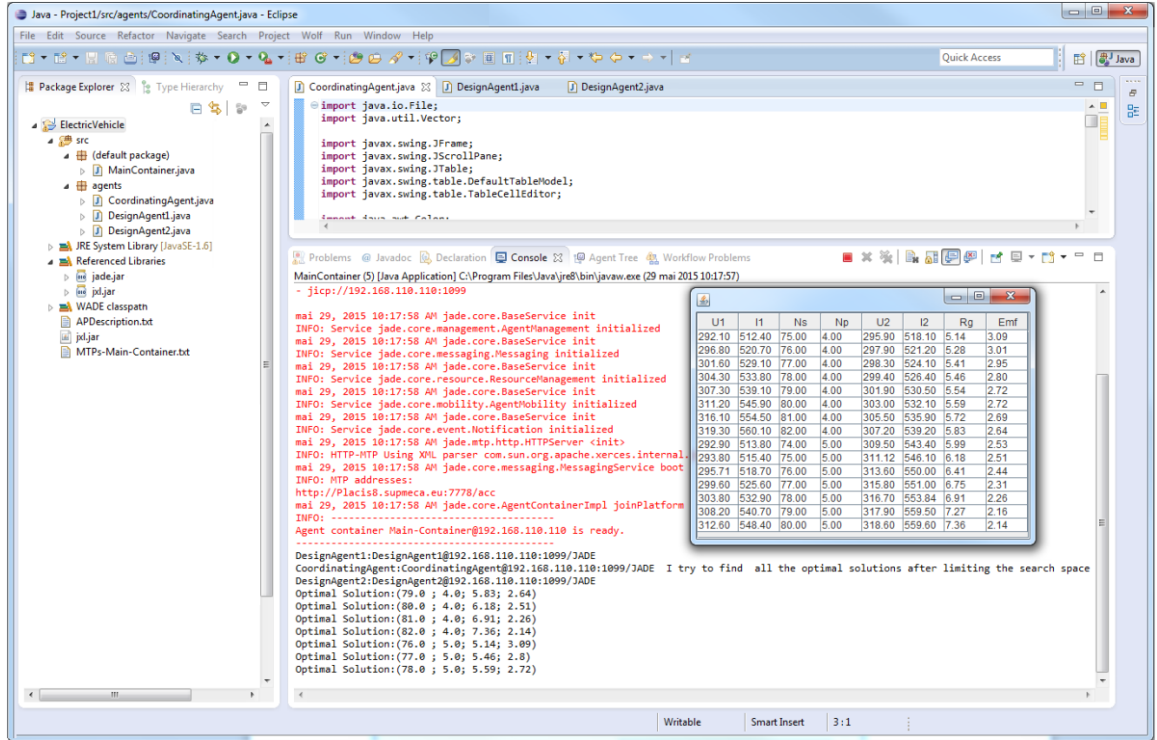 Java - Project1/src/agents/CoordinatingAgent.java - Eclipse
File Edit Source Refactor Navigate Search Project Wolf Run Window Help
Quick Access
Java
Package Explorer Type Hierarchy
ElectricVehicle
src
(default package)
MainContainer.java
agents
CoordinatingAgent.java
DesignAgent1.java
DesignAgent2.java
JRE System Library [JavaSE-1.6]
Referenced Libraries
jade.jar
jxl.jar
WADE classpath
APDescription.txt
jxl.jar
MTPs-Main-Container.txt
CoordinatingAgent.java DesignAgent1.java DesignAgent2.java
import java.io.File;
import java.util.Vector;
import javax.swing.JFrame;
import javax.swing.JScrollPane;
import javax.swing.JTable;
import javax.swing.table.DefaultTableModel;
import javax.swing.table.TableCellEditor;
import java.awt.Color;
Problems @ Javadoc Declaration Console Agent Tree Workflow Problems
MainContainer (5) [Java Application] C:\Program Files\Java\jre8\bin\javaw.exe (29 mai 2015 10:17:57)
- jicp://192.168.110.110:1099
mai 29, 2015 10:17:58 AM jade.core.BaseService init
INFO: Service jade.core.management.AgentManagement initialized
mai 29, 2015 10:17:58 AM jade.core.BaseService init
INFO: Service jade.core.messaging.Messaging initialized
mai 29, 2015 10:17:58 AM jade.core.BaseService init
INFO: Service jade.core.resource.ResourceManagement initialized
mai 29, 2015 10:17:58 AM jade.core.BaseService init
INFO: Service jade.core.mobility.AgentMobility initialized
mai 29, 2015 10:17:58 AM jade.core.BaseService init
INFO: Service jade.core.event.Notification initialized
mai 29, 2015 10:17:58 AM jade.mtp.http.HTTPServer <init>
INFO: HTTP-MTP Using XML parser com.sun.org.apache.xerces.internal.
mai 29, 2015 10:17:58 AM jade.core.messaging.MessagingService boot
INFO: MTP addresses:
http://Placis8.supmeca.eu:7778/acc
mai 29, 2015 10:17:58 AM jade.core.AgentContainerImpl joinPlatform
INFO: --------------------------------------
Agent container Main-Container@192.168.110.110 is ready.
--------------------------------------------
DesignAgent1:DesignAgent1@192.168.110.110:1099/JADE
CoordinatingAgent:CoordinatingAgent@192.168.110.110:1099/JADE I try to find all the optimal solutions after limiting the search space
DesignAgent2:DesignAgent2@192.168.110.110:1099/JADE
Optimal Solution:(79.0 ; 4.0; 5.83; 2.64)
Optimal Solution:(80.0 ; 4.0; 6.18; 2.51)
Optimal Solution:(81.0 ; 4.0; 6.91; 2.26)
Optimal Solution:(82.0 ; 4.0; 7.36; 2.14)
Optimal Solution:(76.0 ; 5.0; 5.14; 3.09)
Optimal Solution:(77.0 ; 5.0; 5.46; 2.8)
Optimal Solution:(78.0 ; 5.0; 5.59; 2.72)
U1 I1 Ns Np U2 I2 Rg Emf
292.10 512.40 75.00 4.00 295.90 518.10 5.14 3.09
296.80 520.70 76.00 4.00 297.90 521.20 5.28 3.01
301.60 529.10 77.00 4.00 298.30 524.10 5.41 2.95
304.30 533.80 78.00 4.00 299.40 526.40 5.46 2.80
307.30 539.10 79.00 4.00 301.90 530.50 5.54 2.72
311.20 545.90 80.00 4.00 303.00 532.10 5.59 2.72
316.10 554.50 81.00 4.00 305.50 535.90 5.72 2.69
319.30 560.10 82.00 4.00 307.20 539.20 5.83 2.64
292.90 513.80 74.00 5.00 309.50 543.40 5.99 2.53
293.80 515.40 75.00 5.00 311.12 546.10 6.18 2.51
295.71 518.70 76.00 5.00 313.60 550.00 6.41 2.44
299.60 525.60 77.00 5.00 315.80 551.00 6.75 2.31
303.80 532.90 78.00 5.00 316.70 553.84 6.91 2.26
308.20 540.70 79.00 5.00 317.90 559.50 7.27 2.16
312.60 548.40 80.00 5.00 318.60 559.60 7.36 2.14
Writable Smart Insert 3 : 1